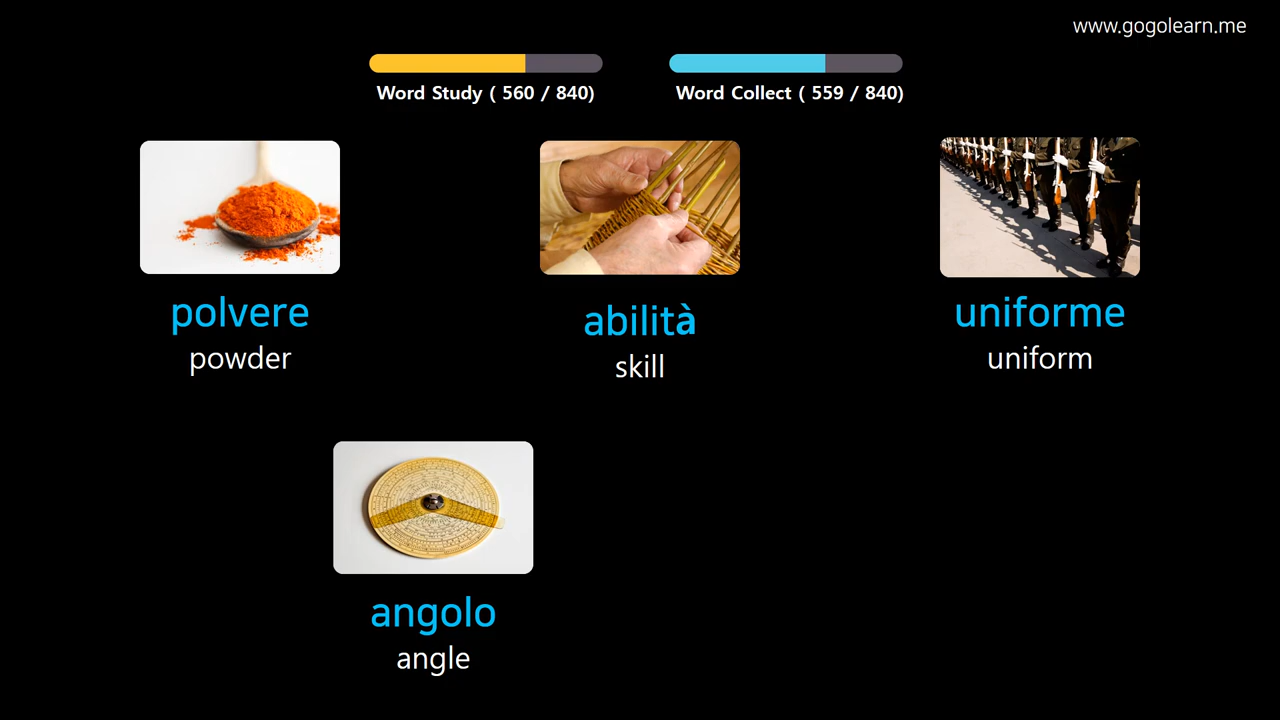 www.gogolearn.me
Word Study ( 560 / 840)
Word Collect ( 559 / 840)
polvere
powder
abilità
skill
uniforme
uniform
angolo
angle